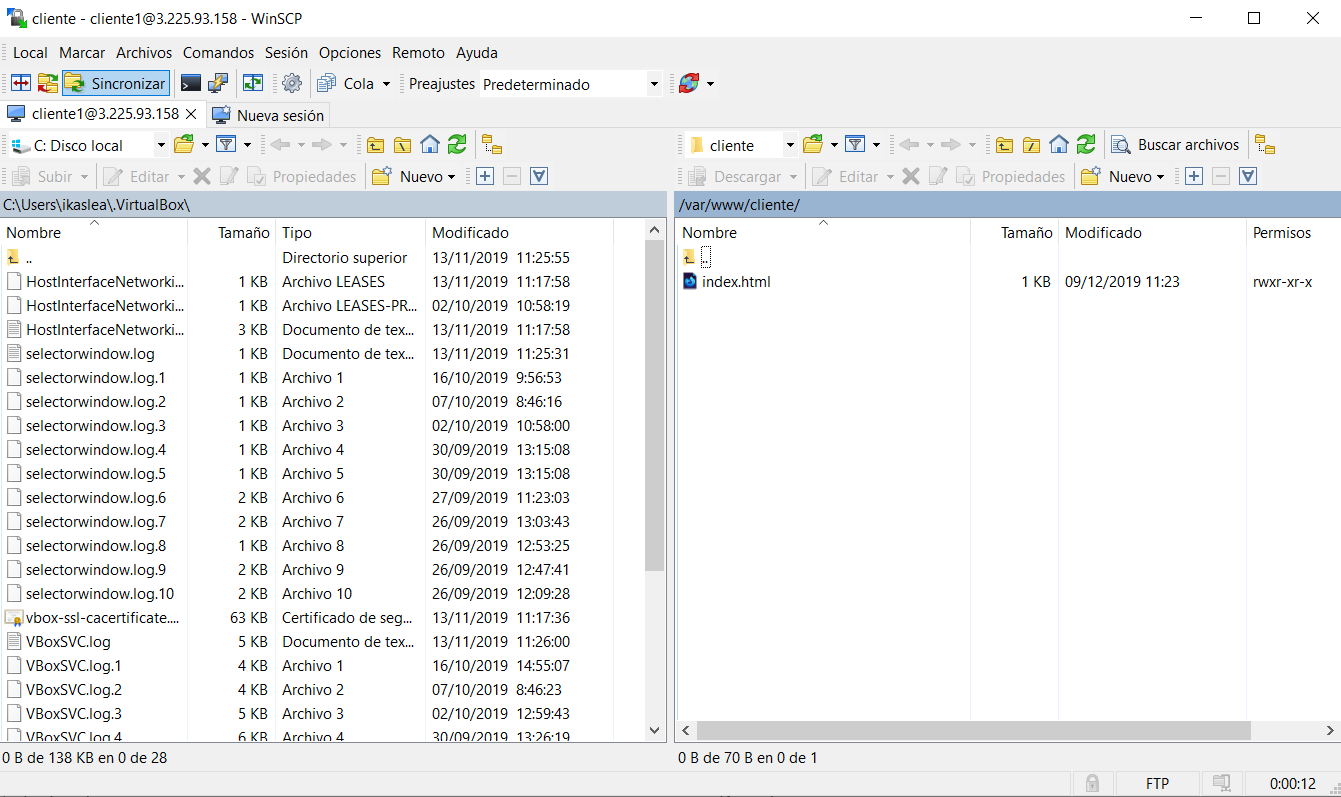 cliente - cliente1@3.225.93.158 - WinSCP
Local Marcar Archivos Comandos Sesión Opciones Remoto Ayuda
Sincronizar Cola Preajustes Predeterminado
cliente1@3.225.93.158 Nueva sesión
C: Disco local
cliente Buscar archivos
Subir Editar Propiedades Nuevo
Descargar Editar Propiedades Nuevo
C:\Users\ikaslea\.VirtualBox\
Nombre Tamaño Tipo Modificado
.. Directorio superior 13/11/2019 11:25:55
HostInterfaceNetworki... 1 KB Archivo LEASES 13/11/2019 11:17:58
HostInterfaceNetworki... 1 KB Archivo LEASES-PR... 02/10/2019 10:58:19
HostInterfaceNetworki... 3 KB Documento de tex... 13/11/2019 11:17:58
selectorwindow.log 1 KB Documento de tex... 13/11/2019 11:25:31
selectorwindow.log.1 1 KB Archivo 1 16/10/2019 9:56:53
selectorwindow.log.2 1 KB Archivo 2 07/10/2019 8:46:16
selectorwindow.log.3 1 KB Archivo 3 02/10/2019 10:58:00
selectorwindow.log.4 1 KB Archivo 4 30/09/2019 13:15:08
selectorwindow.log.5 1 KB Archivo 5 30/09/2019 13:15:08
selectorwindow.log.6 2 KB Archivo 6 27/09/2019 11:23:03
selectorwindow.log.7 2 KB Archivo 7 26/09/2019 13:03:43
selectorwindow.log.8 1 KB Archivo 8 26/09/2019 12:53:25
selectorwindow.log.9 2 KB Archivo 9 26/09/2019 12:47:41
selectorwindow.log.10 2 KB Archivo 10 26/09/2019 12:09:28
vbox-ssl-cacertificate.... 63 KB Certificado de seg... 13/11/2019 11:17:36
VBoxSVC.log 5 KB Documento de tex... 13/11/2019 11:26:00
VBoxSVC.log.1 4 KB Archivo 1 16/10/2019 14:55:07
VBoxSVC.log.2 4 KB Archivo 2 07/10/2019 8:46:23
VBoxSVC.log.3 5 KB Archivo 3 02/10/2019 12:59:43
VBoxSVC.log.4 6 KB Archivo 4 30/09/2019 13:26:19
0 B de 138 KB en 0 de 28
/var/www/cliente/
Nombre Tamaño Modificado Permisos
..
index.html 1 KB 09/12/2019 11:23 rwxr-xr-x
0 B de 70 B en 0 de 1
FTP 0:00:12